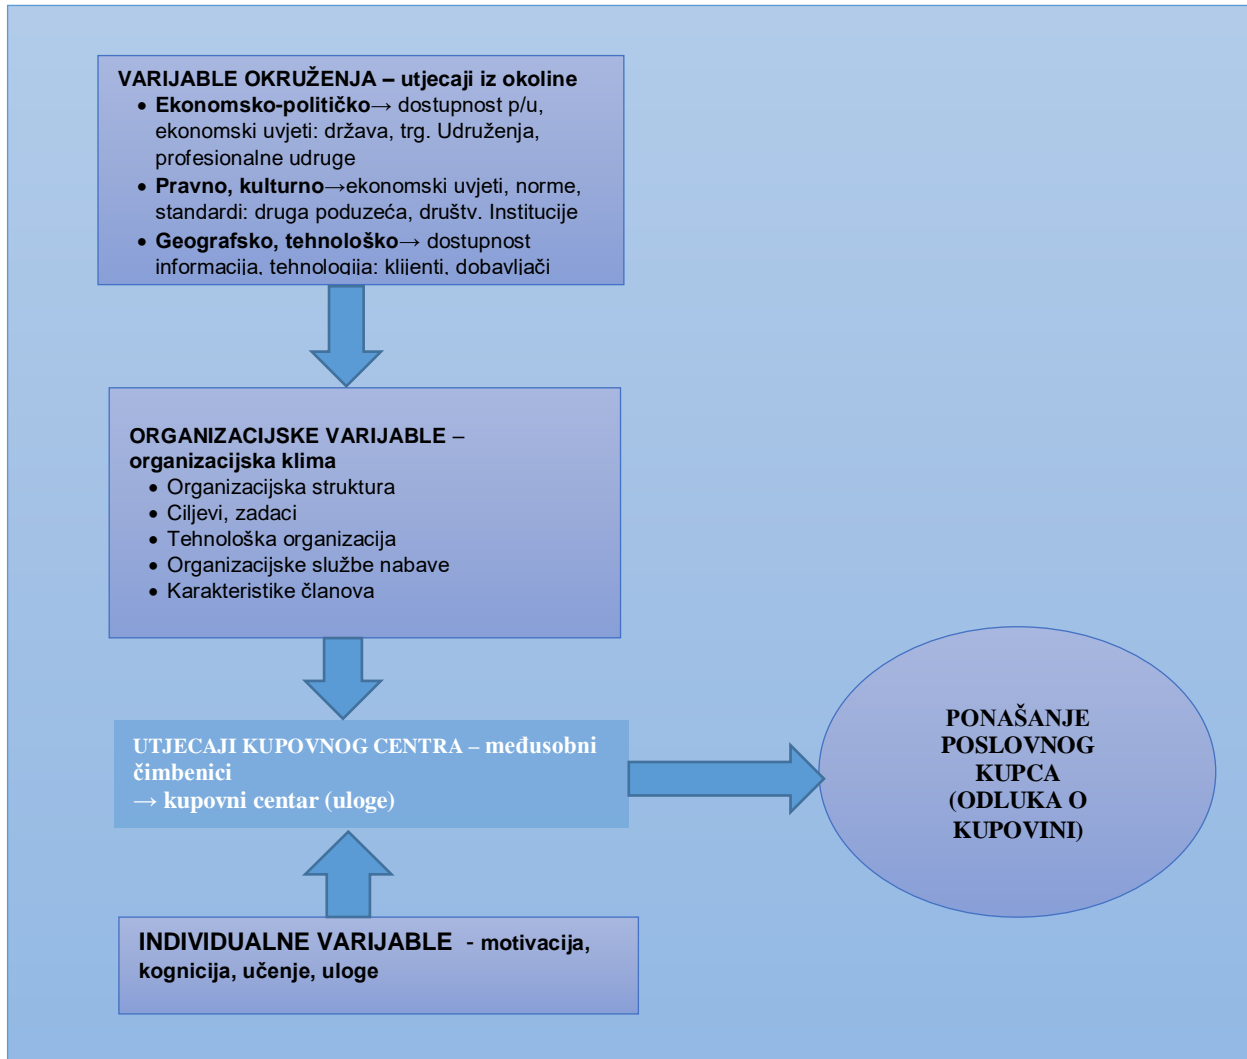 VARIJABLE OKRUŽENJA – utjecaji iz okoline
• Ekonomsko-političko→ dostupnost p/u,
ekonomski uvjeti: država, trg. Udruženja,
profesionalne udruge
• Pravno, kulturno→ekonomski uvjeti, norme,
standardi: druga poduzeća, društv. Institucije
• Geografsko, tehnološko→ dostupnost
informacija, tehnologija: klijenti, dobavljači
ORGANIZACIJSKE VARIJABLE –
organizacijska klima
• Organizacijska struktura
• Ciljevi, zadaci
• Tehnološka organizacija
• Organizacijske službe nabave
• Karakteristike članova
UTJECAJI KUPOVNOG CENTRA – međusobni
čimbenici
→ kupovni centar (uloge)
PONAŠANJE
POSLOVNOG
KUPCA
(ODLUKA O
KUPOVINI)
INDIVIDUALNE VARIJABLE - motivacija,
kognicija, učenje, uloge